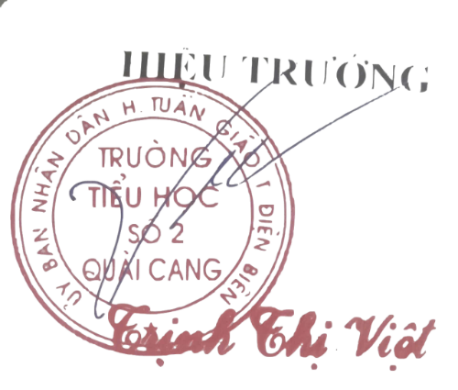 HIỆU TRƯỞNG
ỦY BAN NHÂN DÂN H. TUẦN GIÁO T ĐIỆN BIÊN
TRƯỜNG
TIỂU HỌC
SỐ 2
QUÀI CANG
Trịnh Thị Việt